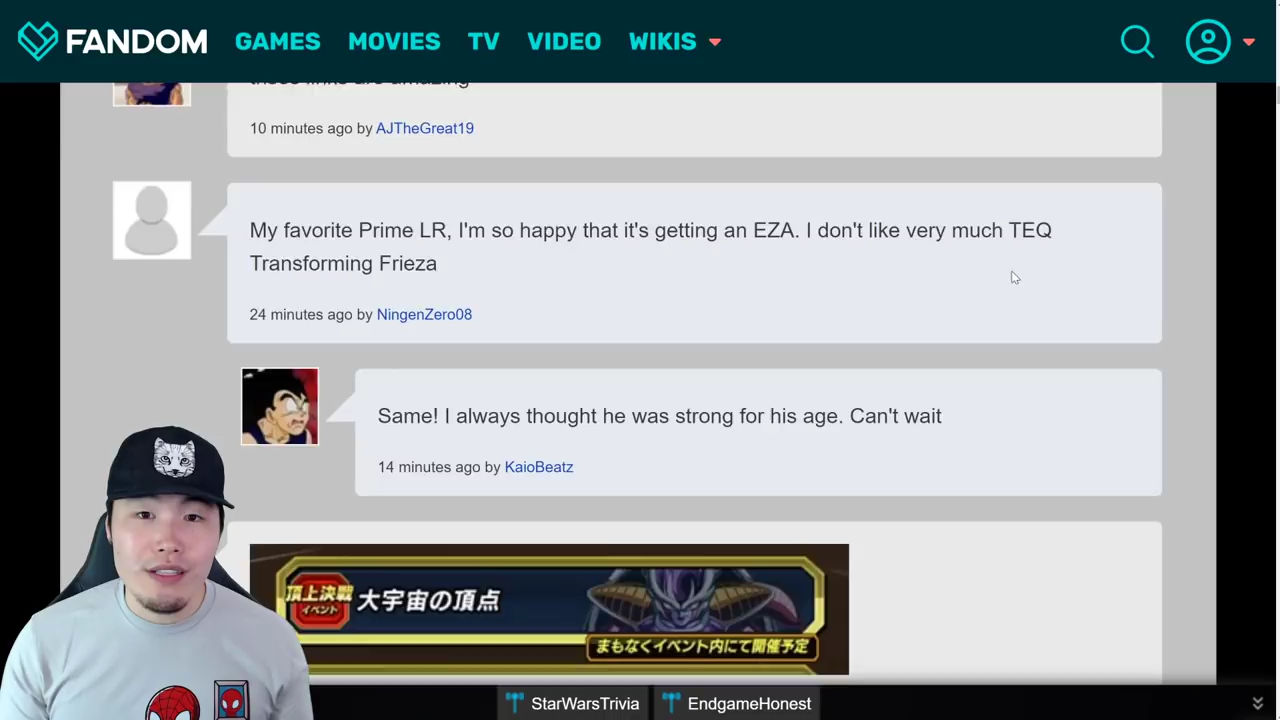 FANDOM GAMES MOVIES TV VIDEO WIKIS
these links are amazing
10 minutes ago by AJTheGreat19
My favorite Prime LR, I'm so happy that it's getting an EZA. I don't like very much TEQ
Transforming Frieza
24 minutes ago by NingenZero08
Same! I always thought he was strong for his age. Can't wait
14 minutes ago by KaioBeatz
頂上決戦
イベント
大宇宙の頂点
まもなくイベント内にて開催予定
StarWarsTrivia EndgameHonest